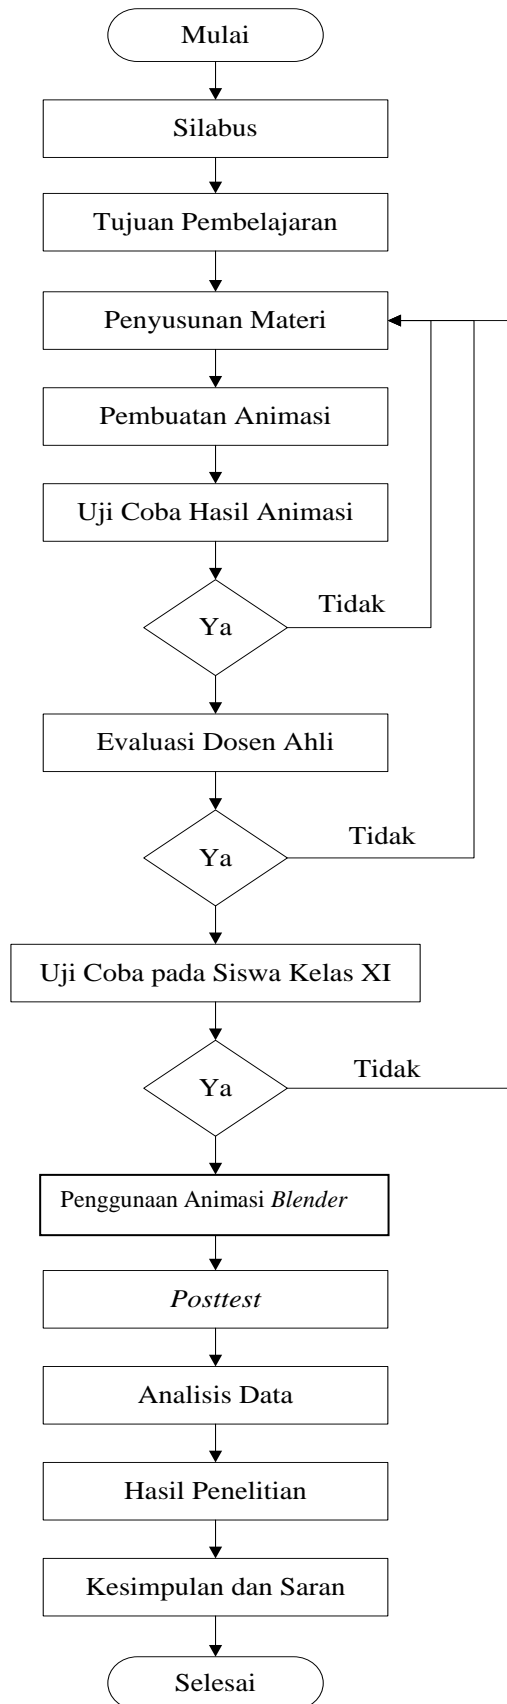 Mulai
Silabus
Tujuan Pembelajaran
Penyusunan Materi
Pembuatan Animasi
Uji Coba Hasil Animasi
Tidak
Ya
Evaluasi Dosen Ahli
Tidak
Ya
Uji Coba pada Siswa Kelas XI
Tidak
Ya
Penggunaan Animasi Blender
Posttest
Analisis Data
Hasil Penelitian
Kesimpulan dan Saran
Selesai